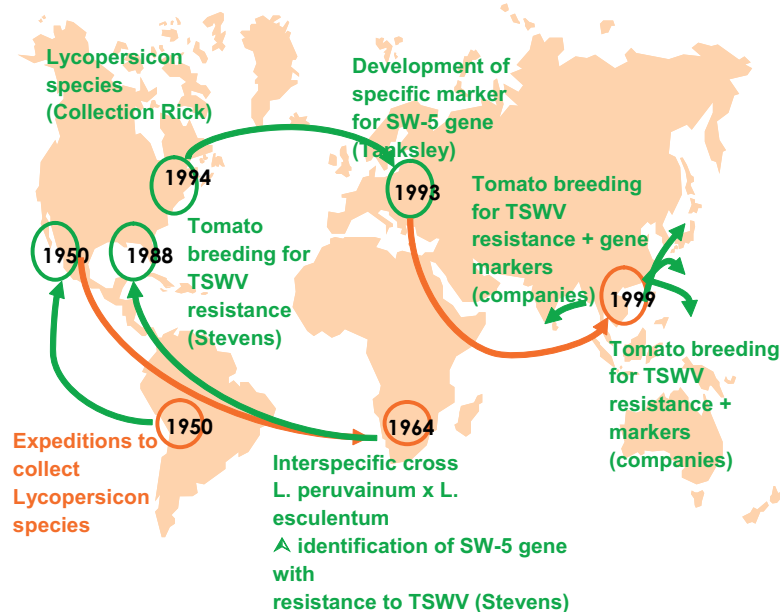 Lycopersicon
species
(Collection Rick)
Development of
specific marker
for SW-5 gene
(Tanksley)
1994
1993
Tomato breeding
for TSWV
resistance + gene
markers
(companies)
1950
1988
Tomato
breeding for
TSWV
resistance
(Stevens)
1999
Tomato breeding
for TSWV
resistance +
markers
(companies)
1950
1964
Expeditions to
collect
Lycopersicon
species
Interspecific cross
L. peruvainum x L.
esculentum
⮝ identification of SW-5 gene
with
resistance to TSWV (Stevens)